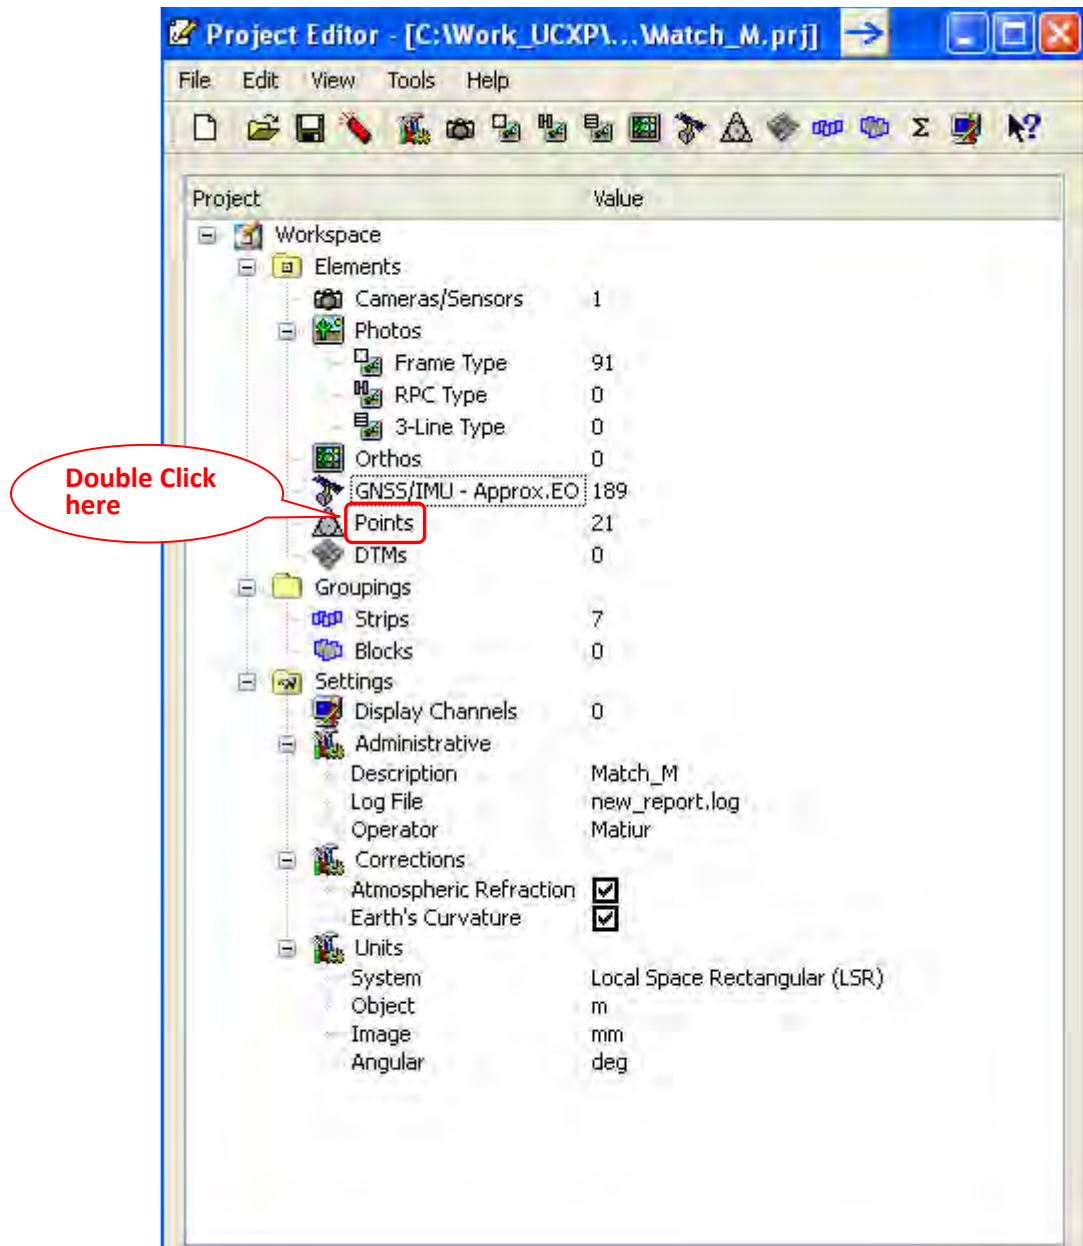 Project Editor - [C:\Work_UCXP\...\Match_M.prj]
File Edit View Tools Help
Project Value
Workspace
Elements
Cameras/Sensors 1
Photos
Frame Type 91
RPC Type 0
3-Line Type 0
Orthos 0
GNSS/IMU - Approx.EO 189
Double Click
here
Points 21
DTMs 0
Groupings
Strips 7
Blocks 0
Settings
Display Channels 0
Administrative
Description Match_M
Log File new_report.log
Operator Matiur
Corrections
Atmospheric Refraction
Earth's Curvature
Units
System Local Space Rectangular (LSR)
Object m
Image mm
Angular deg